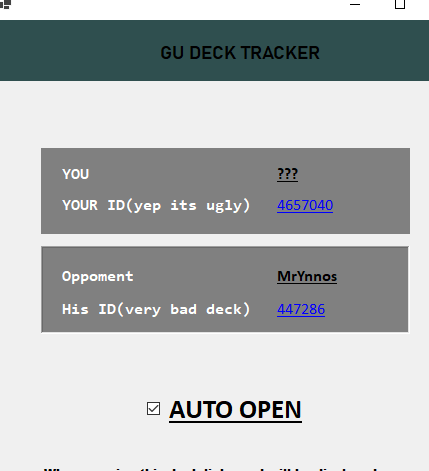 GU DECK TRACKER
YOU ???
YOUR ID(yep its ugly) 4657040
Oppoment MrYnnos
His ID(very bad deck) 447286
AUTO OPEN